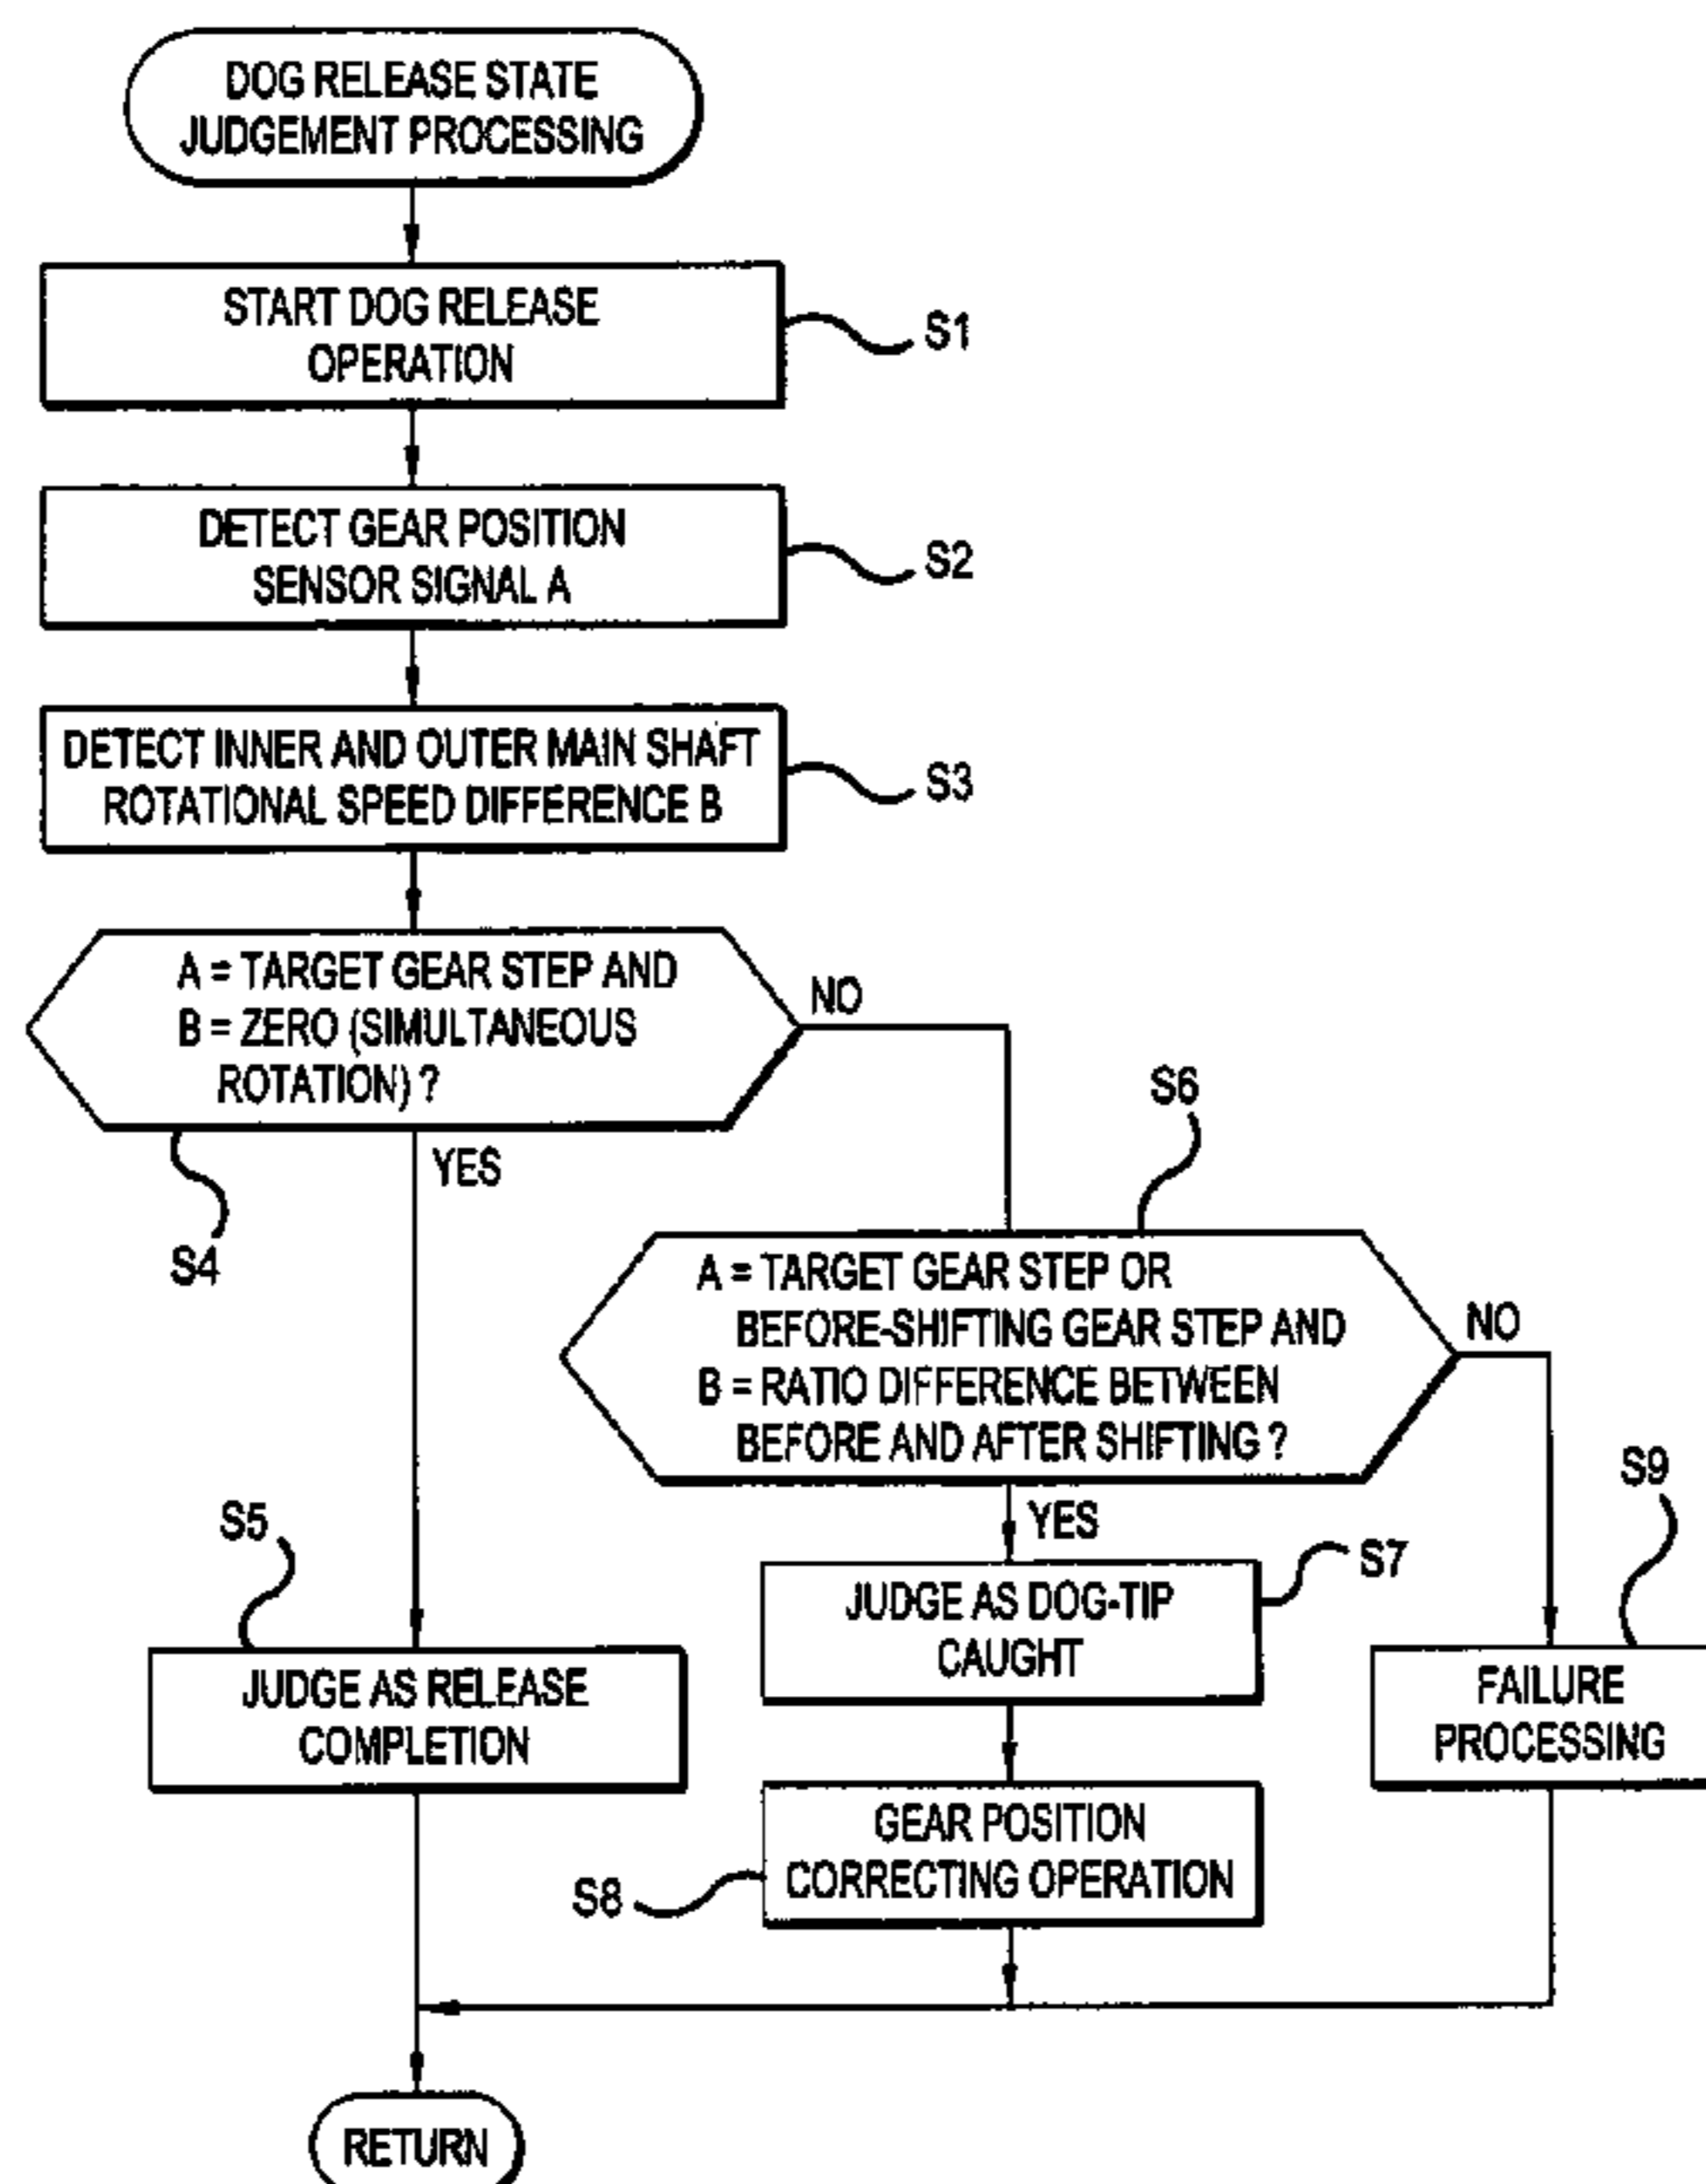 DOG RELEASE STATE
JUDGEMENT PROCESSING
START DOG RELEASE
OPERATION
S1
DETECT GEAR POSITION
SENSOR SIGNAL A
S2
DETECT INNER AND OUTER MAIN SHAFT
ROTATIONAL SPEED DIFFERENCE B
S3
A = TARGET GEAR STEP AND
B = ZERO (SIMULTANEOUS
ROTATION) ?
NO
YES
S4
S6
A = TARGET GEAR STEP OR
BEFORE-SHIFTING GEAR STEP AND
B = RATIO DIFFERENCE BETWEEN
BEFORE AND AFTER SHIFTING ?
NO
YES
S5
JUDGE AS RELEASE
COMPLETION
S7
JUDGE AS DOG-TIP
CAUGHT
S9
FAILURE
PROCESSING
S8
GEAR POSITION
CORRECTING OPERATION
RETURN